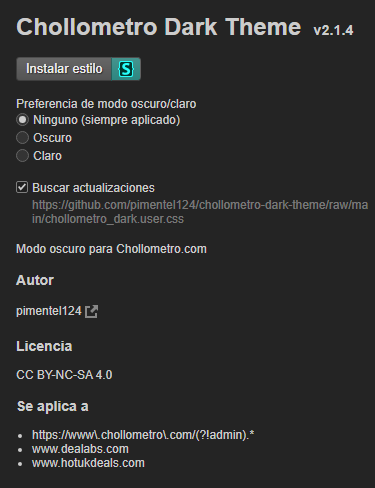 Chollometro Dark Theme v2.1.4
Instalar estilo S
Preferencia de modo oscuro/claro
Ninguno (siempre aplicado)
Oscuro
Claro
Buscar actualizaciones
https://github.com/pimentel124/chollometro-dark-theme/raw/ma
in/chollometro_dark.user.css
Modo oscuro para Chollometro.com
Autor
pimentel124
Licencia
CC BY-NC-SA 4.0
Se aplica a
https://www\.chollometro\.com/(?!admin).*
www.dealabs.com
www.hotukdeals.com